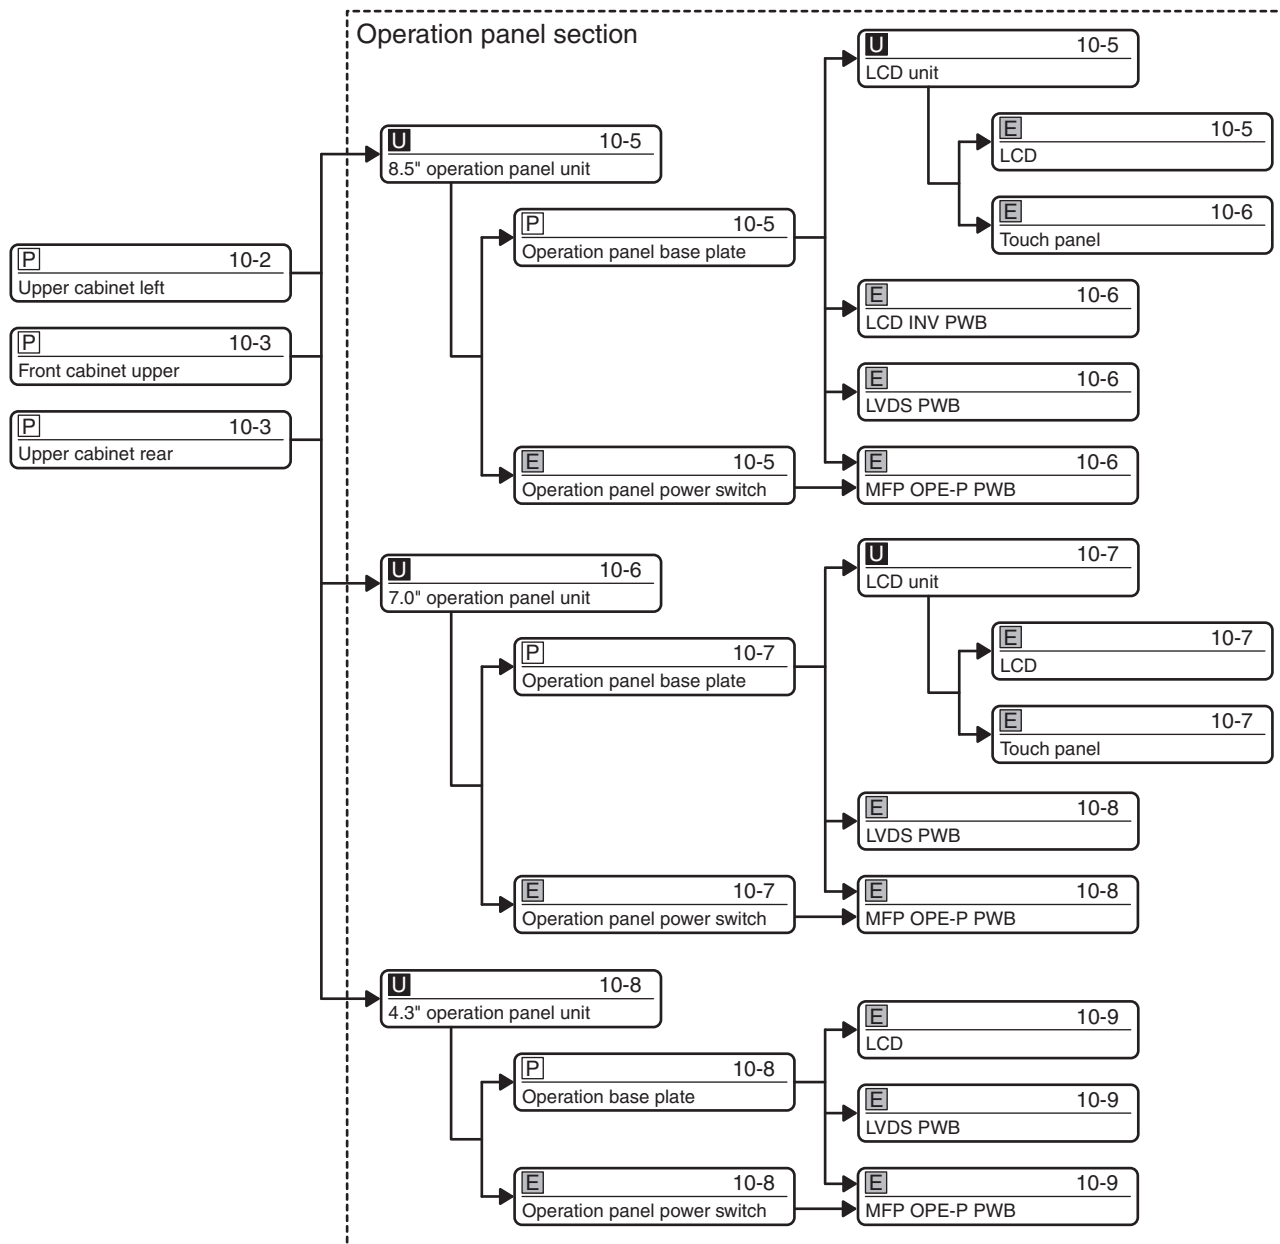 Operation panel section
U 10-5
LCD unit
E 10-5
LCD
E 10-6
Touch panel
U 10-5
8.5" operation panel unit
P 10-5
Operation panel base plate
P 10-2
Upper cabinet left
P 10-3
Front cabinet upper
P 10-3
Upper cabinet rear
E 10-6
LCD INV PWB
E 10-6
LVDS PWB
E 10-5
Operation panel power switch
E 10-6
MFP OPE-P PWB
U 10-6
7.0" operation panel unit
U 10-7
LCD unit
P 10-7
Operation panel base plate
E 10-7
LCD
E 10-7
Touch panel
E 10-8
LVDS PWB
E 10-7
Operation panel power switch
E 10-8
MFP OPE-P PWB
U 10-8
4.3" operation panel unit
P 10-8
Operation base plate
E 10-9
LCD
E 10-9
LVDS PWB
E 10-8
Operation panel power switch
E 10-9
MFP OPE-P PWB